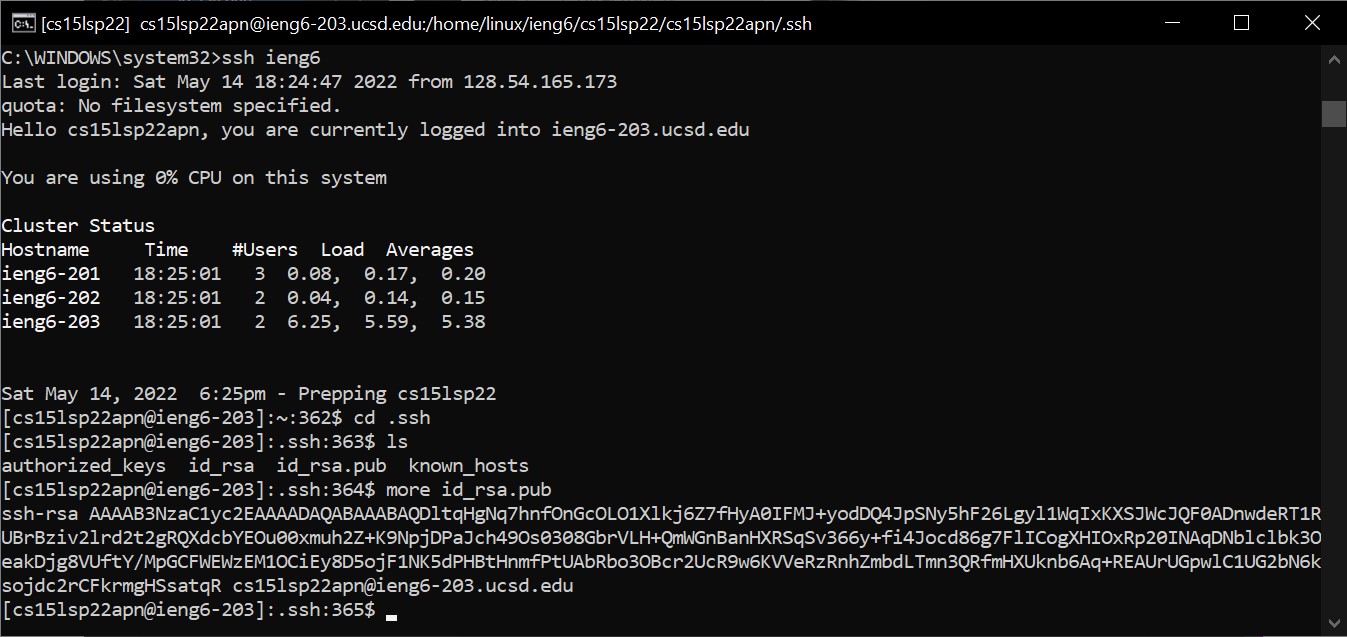 [cs15lsp22] cs15lsp22apn@ieng6-203.ucsd.edu:/home/linux/ieng6/cs15lsp22/cs15lsp22apn/.ssh
C:\WINDOWS\system32>ssh ieng6
Last login: Sat May 14 18:24:47 2022 from 128.54.165.173
quota: No filesystem specified.
Hello cs15lsp22apn, you are currently logged into ieng6-203.ucsd.edu
You are using 0% CPU on this system
Cluster Status
Hostname     Time    #Users  Load  Averages
ieng6-201   18:25:01   3  0.08,  0.17,  0.20
ieng6-202   18:25:01   2  0.04,  0.14,  0.15
ieng6-203   18:25:01   2  6.25,  5.59,  5.38
Sat May 14, 2022  6:25pm - Prepping cs15lsp22
[cs15lsp22apn@ieng6-203]:~:362$ cd .ssh
[cs15lsp22apn@ieng6-203]:.ssh:363$ ls
authorized_keys  id_rsa  id_rsa.pub  known_hosts
[cs15lsp22apn@ieng6-203]:.ssh:364$ more id_rsa.pub
ssh-rsa AAAAB3NzaC1yc2EAAAADAQABAAABAQDltqHgNq7hnfOnGcOLO1Xlkj6Z7fHyA0IFMJ+yodDQ4JpSNy5hF26Lgyl1WqIxKXSJWcJQF0ADnwdeRT1R
UBrBziv2lrd2t2gRQXdcbYEOu00xmuh2Z+K9NpjDPaJch49Os0308GbrVLH+QmWGnBanHXRSqSv366y+fi4Jocd86g7FlICogXHIOxRp20INAqDNblclbk3O
eakDjg8VUftY/MpGCFWEWzEM1OCiEy8D5ojF1NK5dPHBtHnmfPtUAbRbo3OBcr2UcR9w6KVVeRzRnhZmbdLTmn3QRfmHXUknb6Aq+REAUrUGpwlC1UG2bN6k
sojdc2rCFkrmgHSsatqR cs15lsp22apn@ieng6-203.ucsd.edu
[cs15lsp22apn@ieng6-203]:.ssh:365$